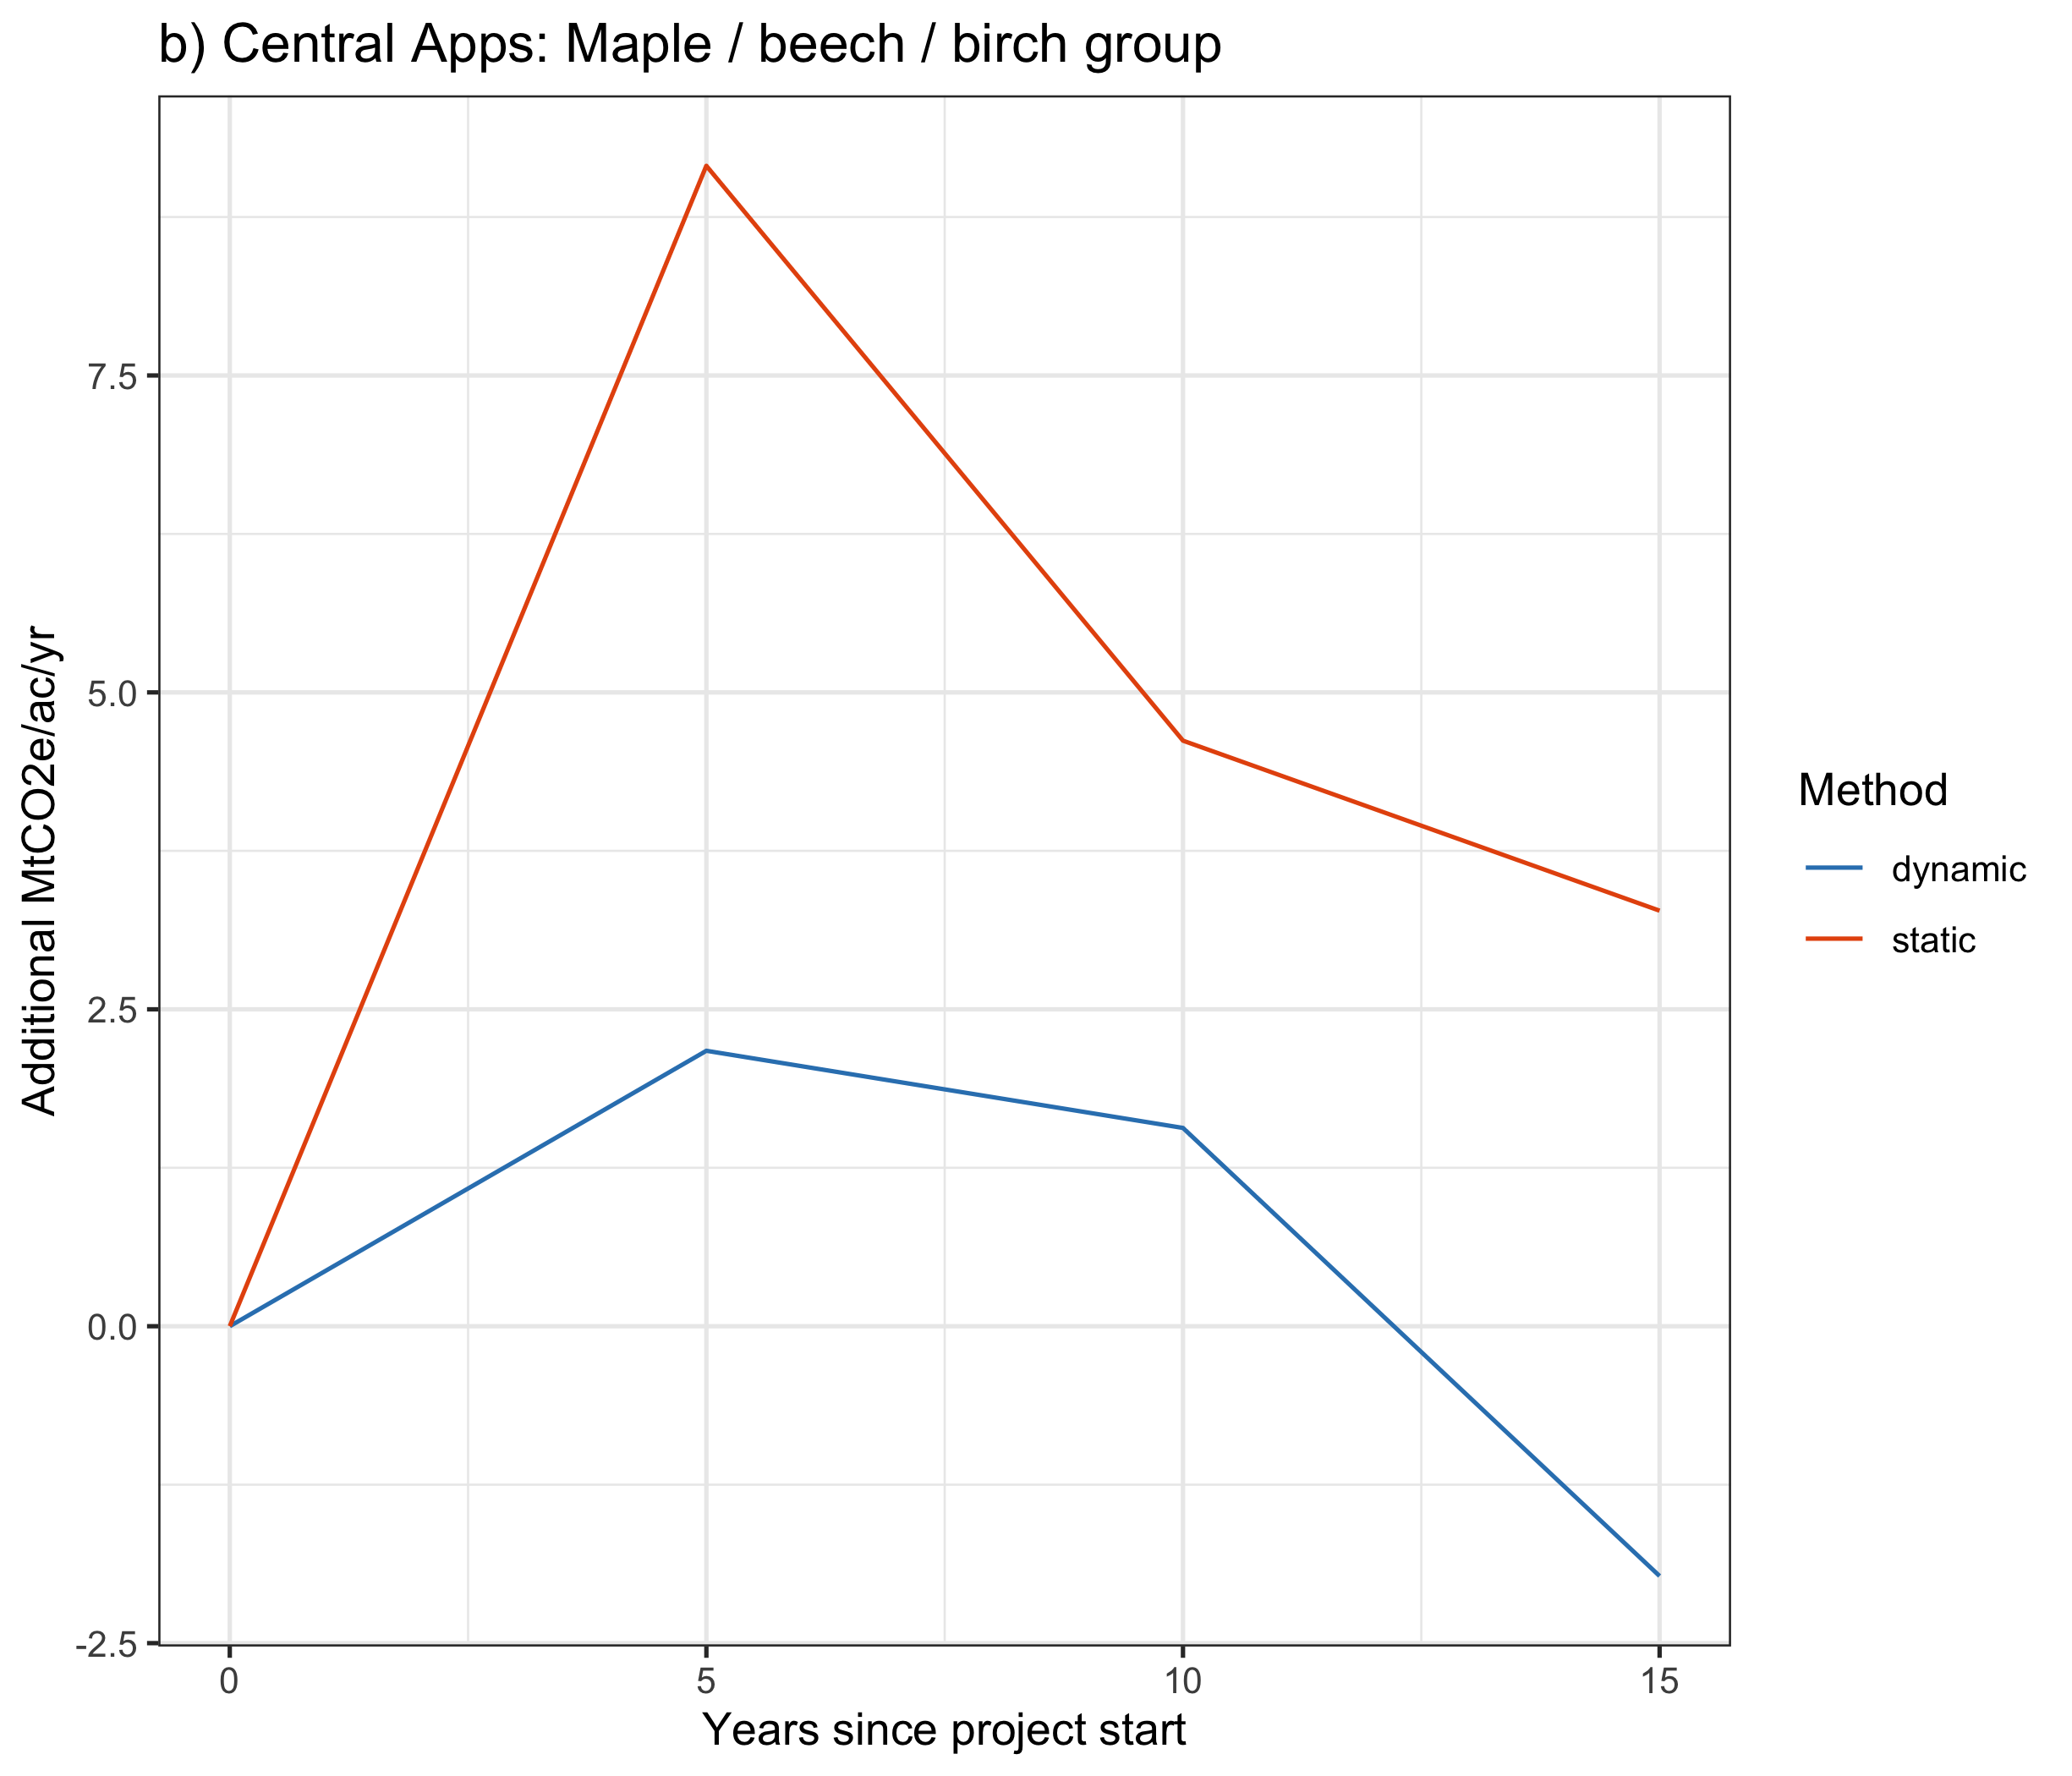 b) Central Apps: Maple / beech / birch group
Additional MtCO2e/ac/yr
7.5
5.0
2.5
0.0
-2.5
0
5
10
15
Years since project start
Method
dynamic
static